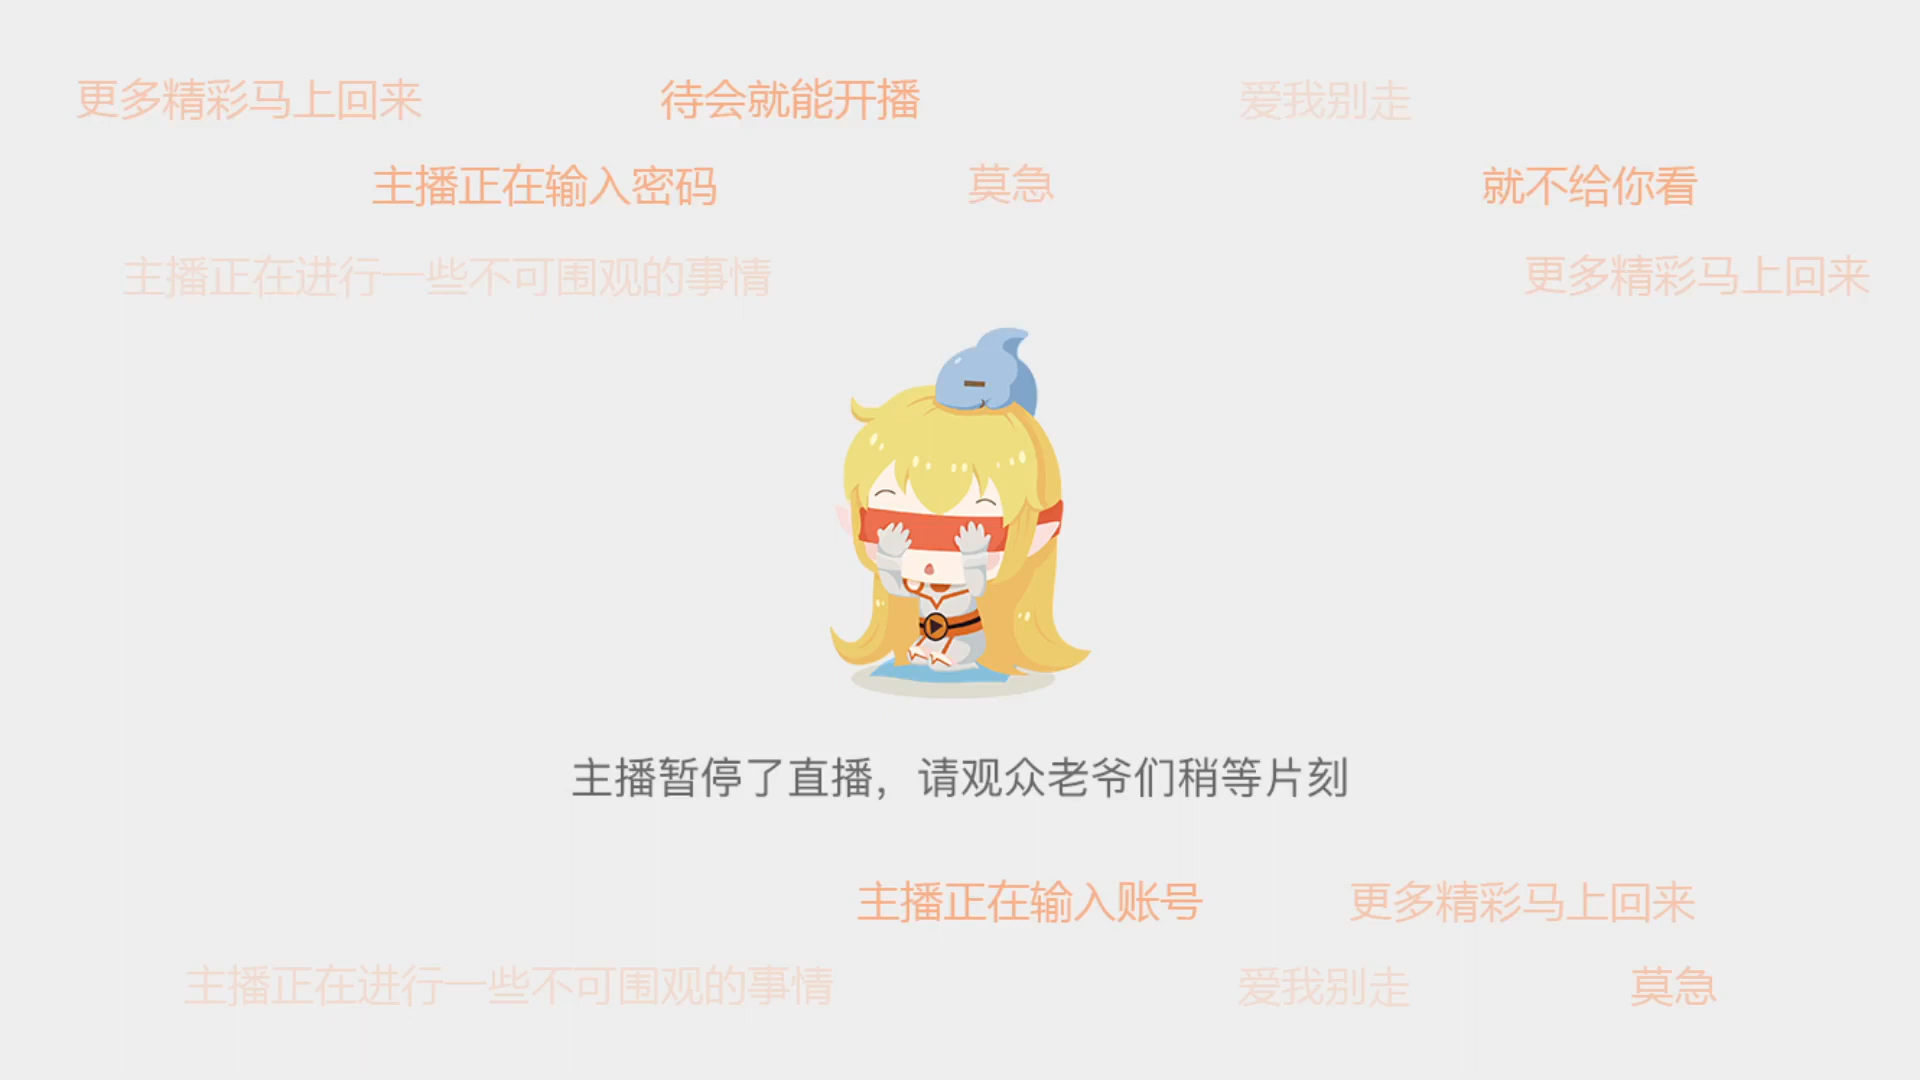 更多精彩马上回来
待会就能开播
爱我别走
主播正在输入密码
莫急
就不给你看
主播正在进行一些不可围观的事情
更多精彩马上回来
主播暂停了直播，请观众老爷们稍等片刻
主播正在输入账号
更多精彩马上回来
主播正在进行一些不可围观的事情
爱我别走
莫急